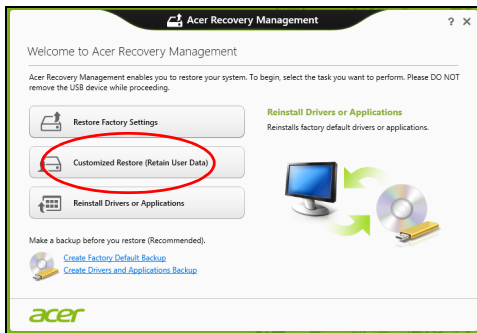 Acer Recovery Management
? X
Welcome to Acer Recovery Management
Acer Recovery Management enables you to restore your system. To begin, select the task you want to perform. Please DO NOT
remove the USB device while proceeding.
Restore Factory Settings
Customized Restore (Retain User Data)
Reinstall Drivers or Applications
Reinstall Drivers or Applications
Reinstalls factory default drivers or applications.
Make a backup before you restore (Recommended).
Create Factory Default Backup
Create Drivers and Applications Backup
acer